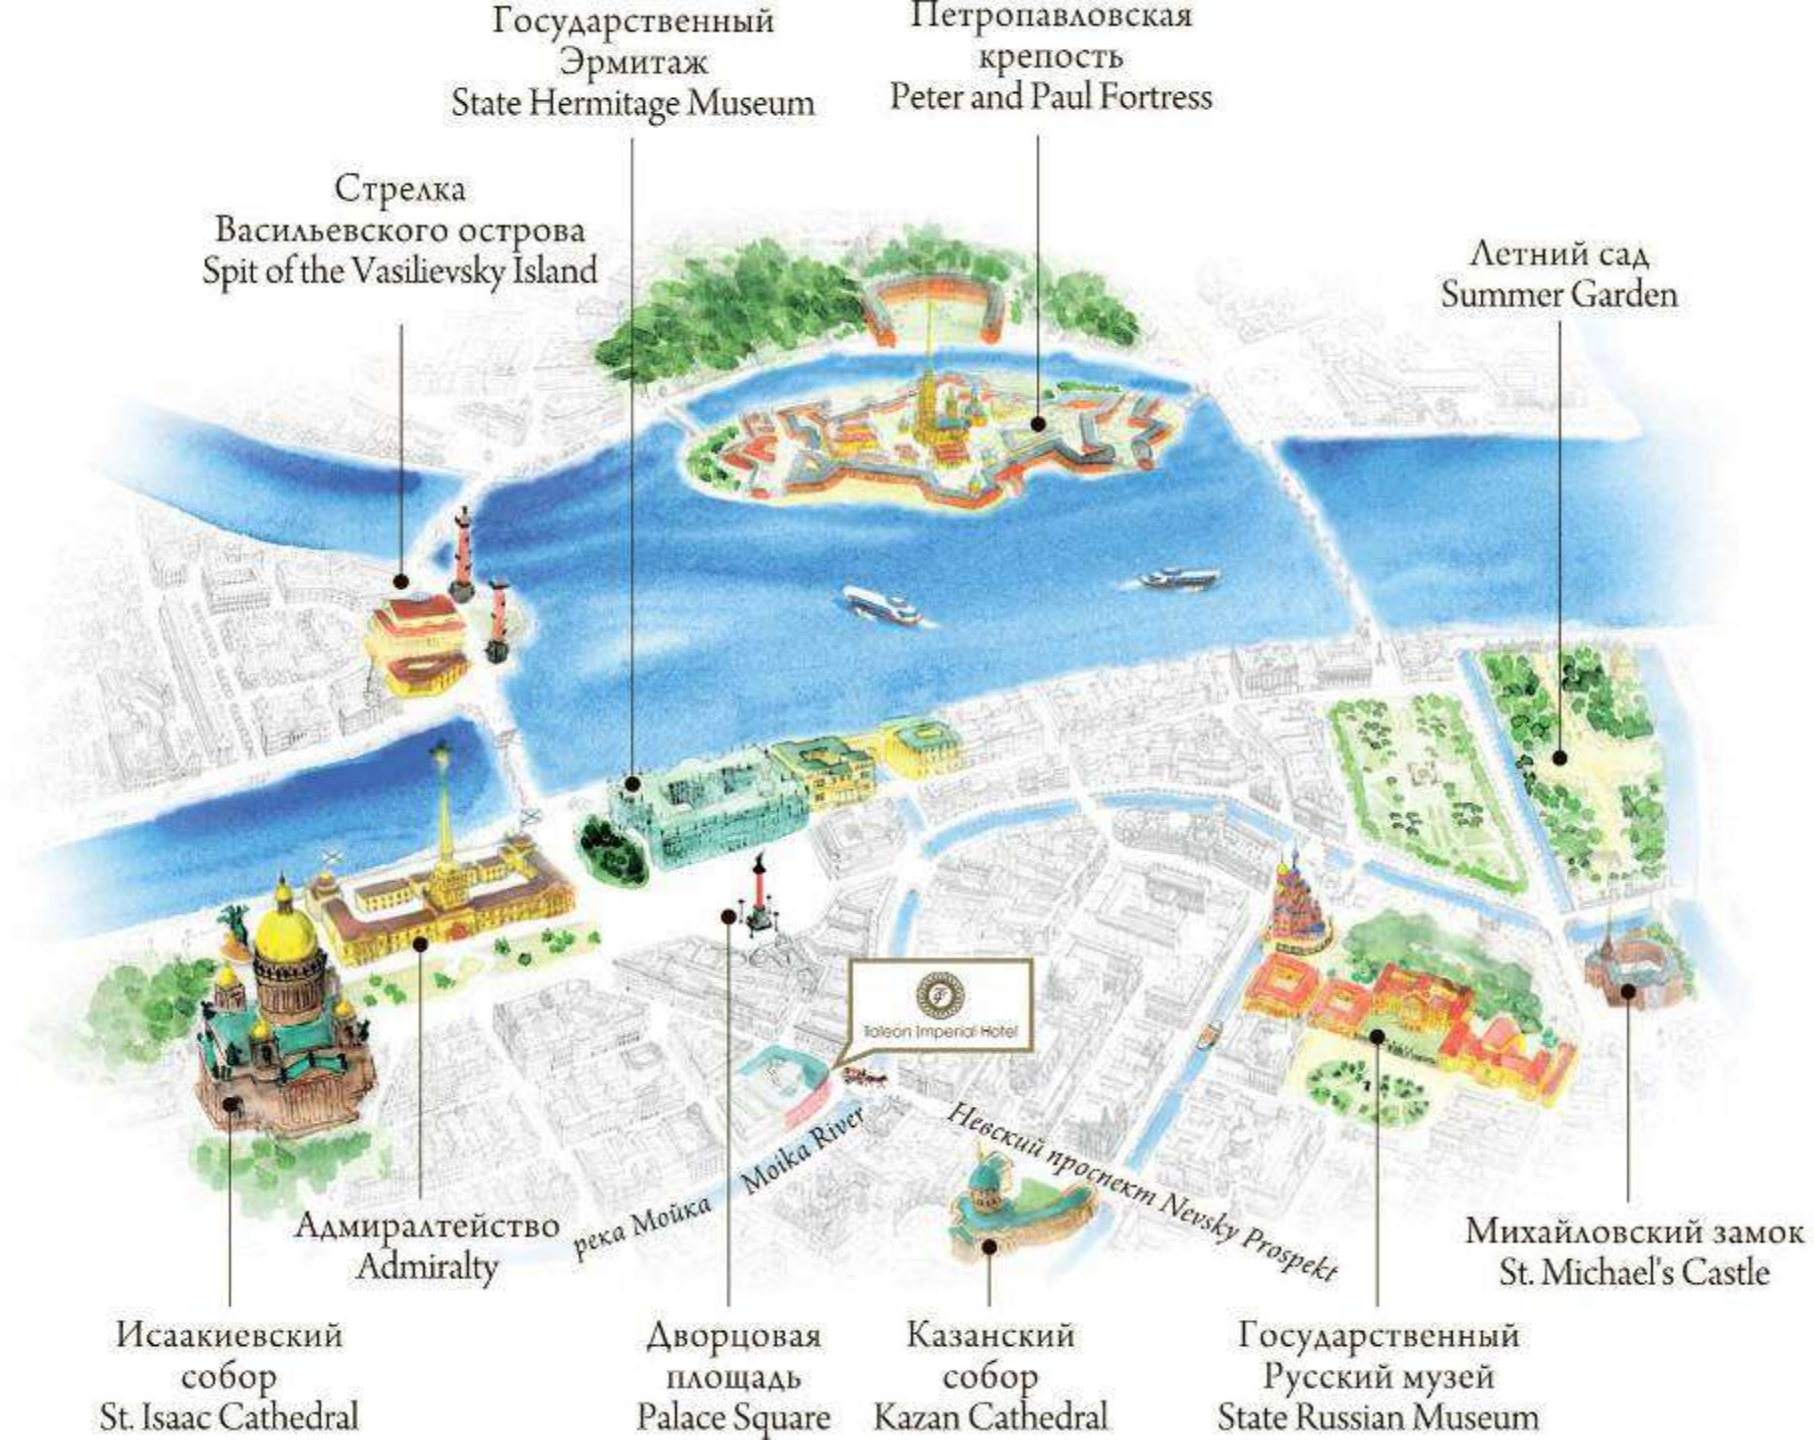 Государственный
Эрмитаж
State Hermitage Museum
Петропавловская
крепость
Peter and Paul Fortress
Стрелка
Васильевского острова
Spit of the Vasilievsky Island
Летний сад
Summer Garden
Taleon Imperial Hotel
река Мойка Moika River
Невский проспект Nevsky Prospekt
Адмиралтейство
Admiralty
Михайловский замок
St. Michael's Castle
Исаакиевский
собор
St. Isaac Cathedral
Дворцовая
площадь
Palace Square
Казанский
собор
Kazan Cathedral
Государственный
Русский музей
State Russian Museum